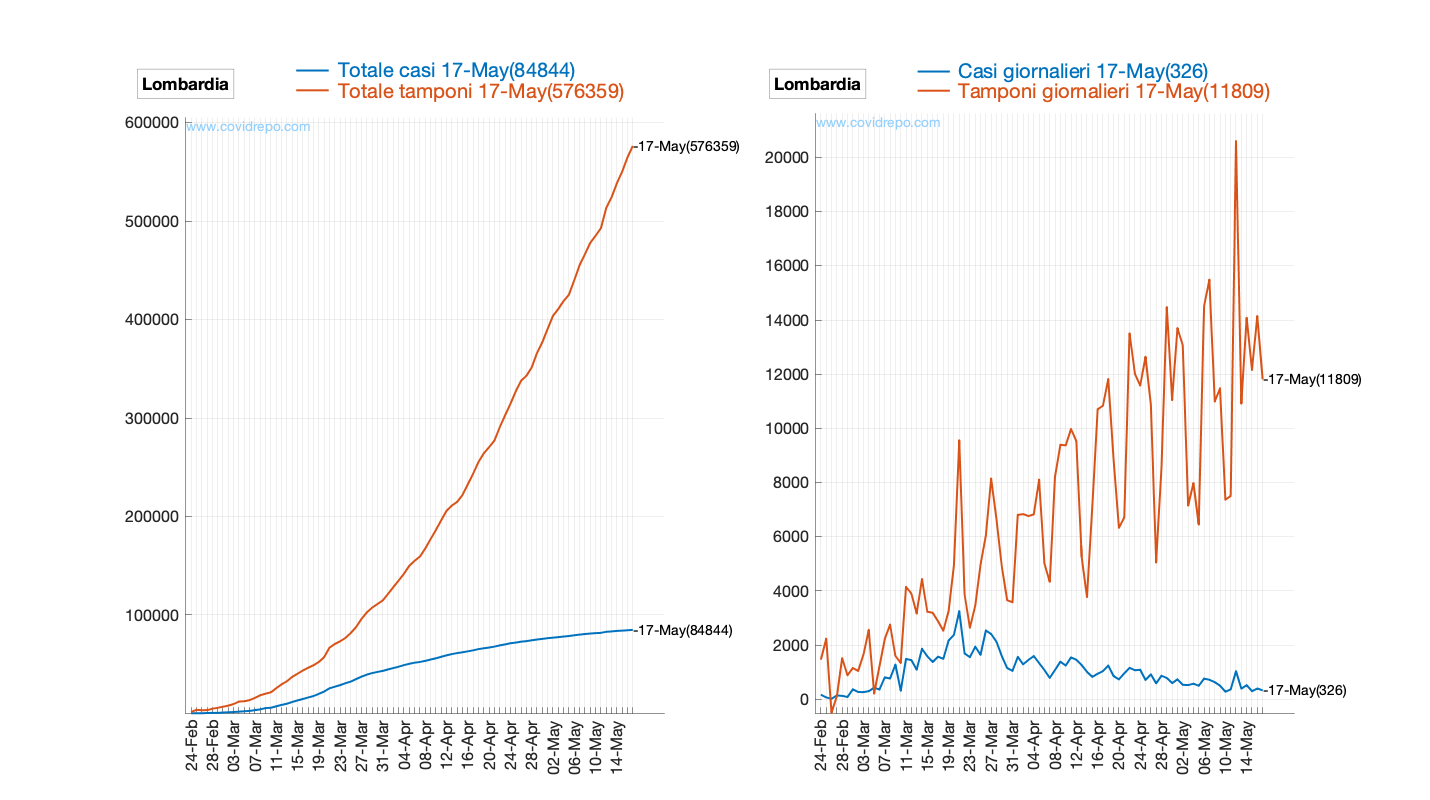 Lombardia
Totale casi 17-May(84844)
Totale tamponi 17-May(576359)
www.covidrepo.com
600000
500000
400000
300000
200000
100000
17-May(576359)
17-May(84844)
24-Feb
28-Feb
03-Mar
07-Mar
11-Mar
15-Mar
19-Mar
23-Mar
27-Mar
31-Mar
04-Apr
08-Apr
12-Apr
16-Apr
20-Apr
24-Apr
28-Apr
02-May
06-May
10-May
14-May
Lombardia
Casi giornalieri 17-May(326)
Tamponi giornalieri 17-May(11809)
www.covidrepo.com
20000
18000
16000
14000
12000
10000
8000
6000
4000
2000
0
17-May(11809)
17-May(326)
24-Feb
28-Feb
03-Mar
07-Mar
11-Mar
15-Mar
19-Mar
23-Mar
27-Mar
31-Mar
04-Apr
08-Apr
12-Apr
16-Apr
20-Apr
24-Apr
28-Apr
02-May
06-May
10-May
14-May